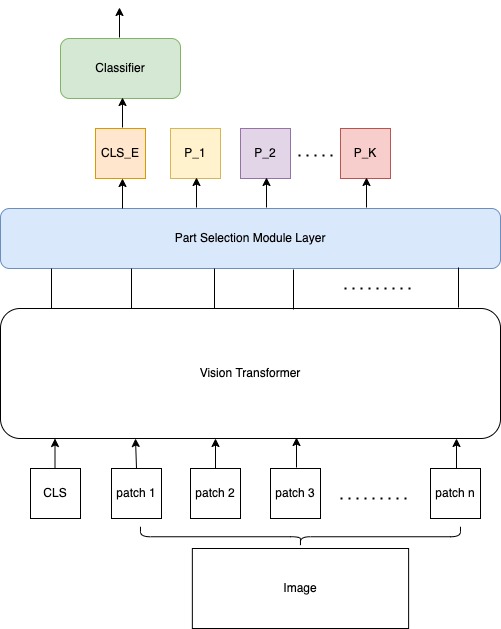 Classifier
CLS_E P_1 P_2 ..... P_K
Part Selection Module Layer
.........
Vision Transformer
CLS patch 1 patch 2 patch 3 ......... patch n
Image